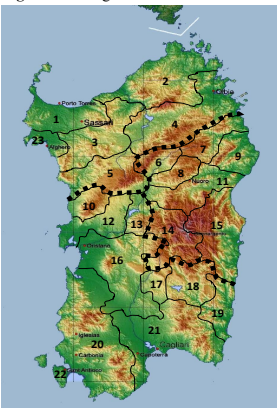 2
Olbia
Porto Torres
1
Sassari
4
23
Alghero
3
7
9
6
5
8
Nuoro
11
10
12
13
14
15
Oristano
16
17
18
19
21
Iglesias
20
Cagliari
Carbonia
Capoterra
22
Sant'Antioco